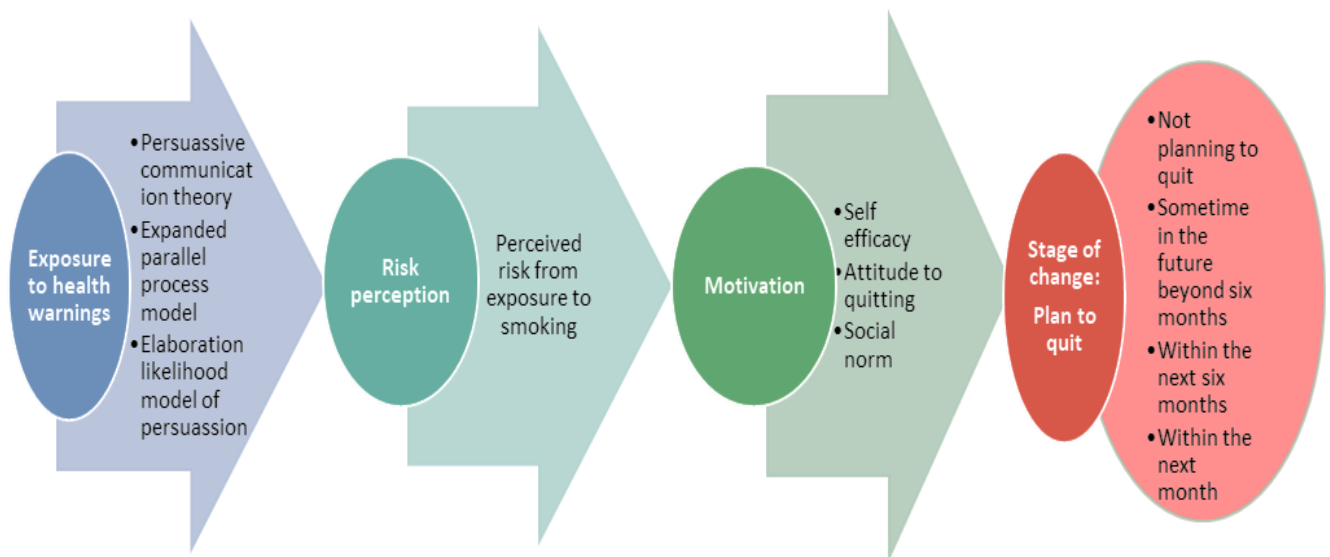 Exposure
to health
warnings
•Persuassive
communicat
ion theory
•Expanded
parallel
process
model
•Elaboration
likelihood
model of
persuassion
Risk
perception
Perceived
risk from
exposure to
smoking
Motivation
•Self
efficacy
•Attitude to
quitting
•Social
norm
Stage of
change:
Plan to
quit
•Not
planning to
quit
•Sometime
in the
future
beyond six
months
•Within the
next six
months
•Within the
next
month